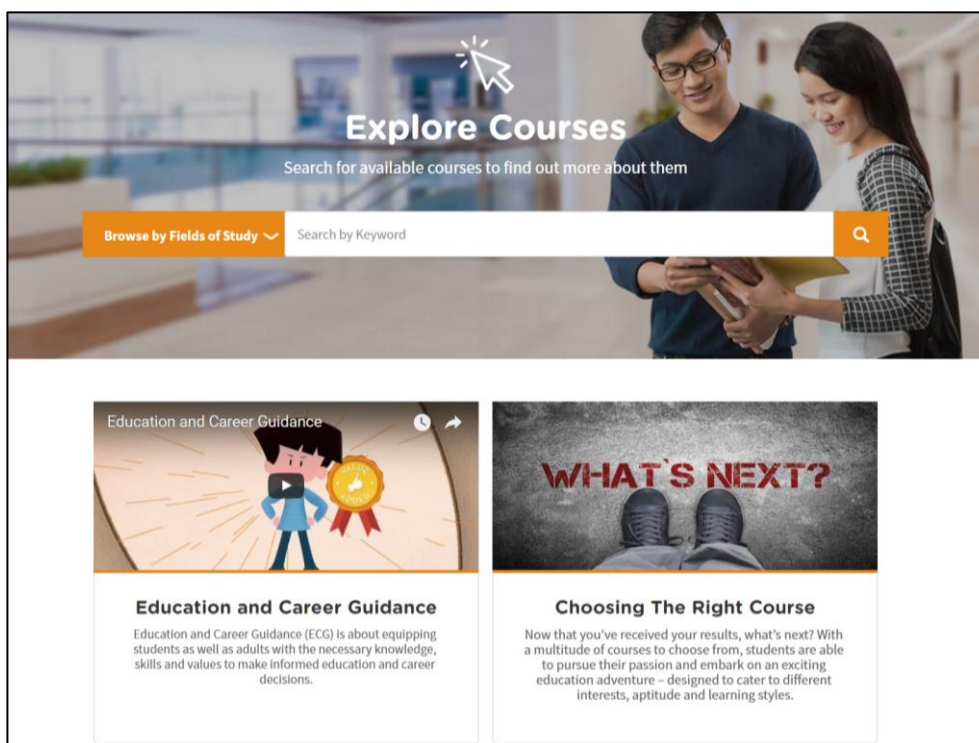 Explore Courses
Search for available courses to find out more about them
Browse by Fields of Study
Search by Keyword
Education and Career Guidance
VALUE
ADDED
WHAT`S NEXT?
Education and Career Guidance
Education and Career Guidance (ECG) is about equipping
students as well as adults with the necessary knowledge,
skills and values to make informed education and career
decisions.
Choosing The Right Course
Now that you've received your results, what's next? With
a multitude of courses to choose from, students are able
to pursue their passion and embark on an exciting
education adventure – designed to cater to different
interests, aptitude and learning styles.